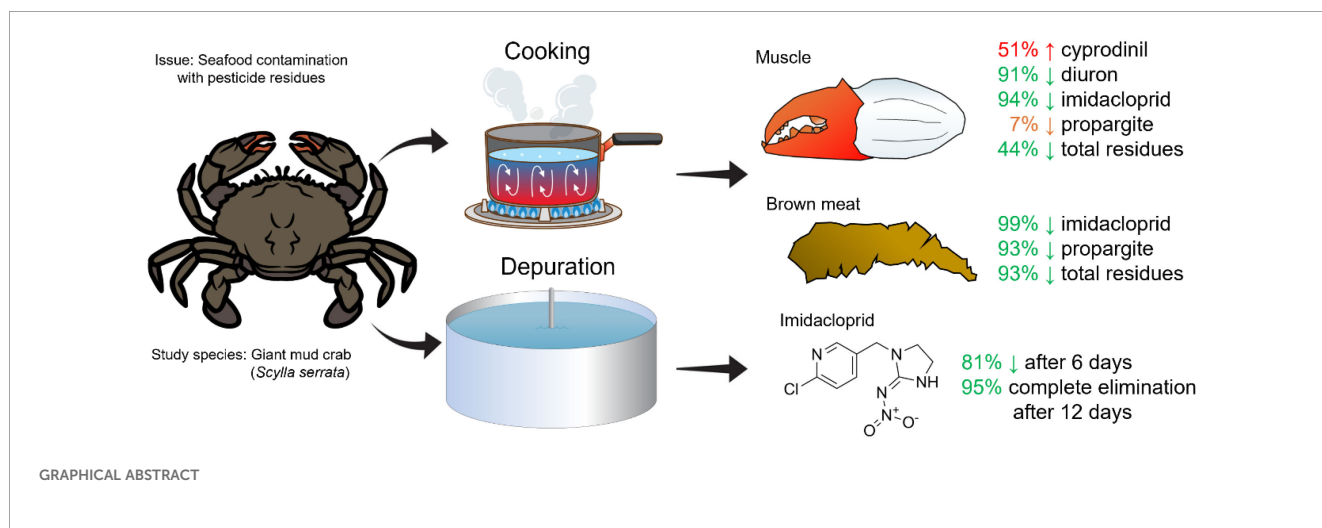 Issue: Seafood contamination
with pesticide residues
Study species: Giant mud crab
(Scylla serrata)
Cooking
Depuration
Muscle
51% ↑ cyprodinil
91% ↓ diuron
94% ↓ imidacloprid
7% ↓ propargite
44% ↓ total residues
Brown meat
99% ↓ imidacloprid
93% ↓ propargite
93% ↓ total residues
Imidacloprid
N
N
Cl
NH
N
N+
O
O-
81% ↓ after 6 days
95% complete elimination
after 12 days
GRAPHICAL ABSTRACT